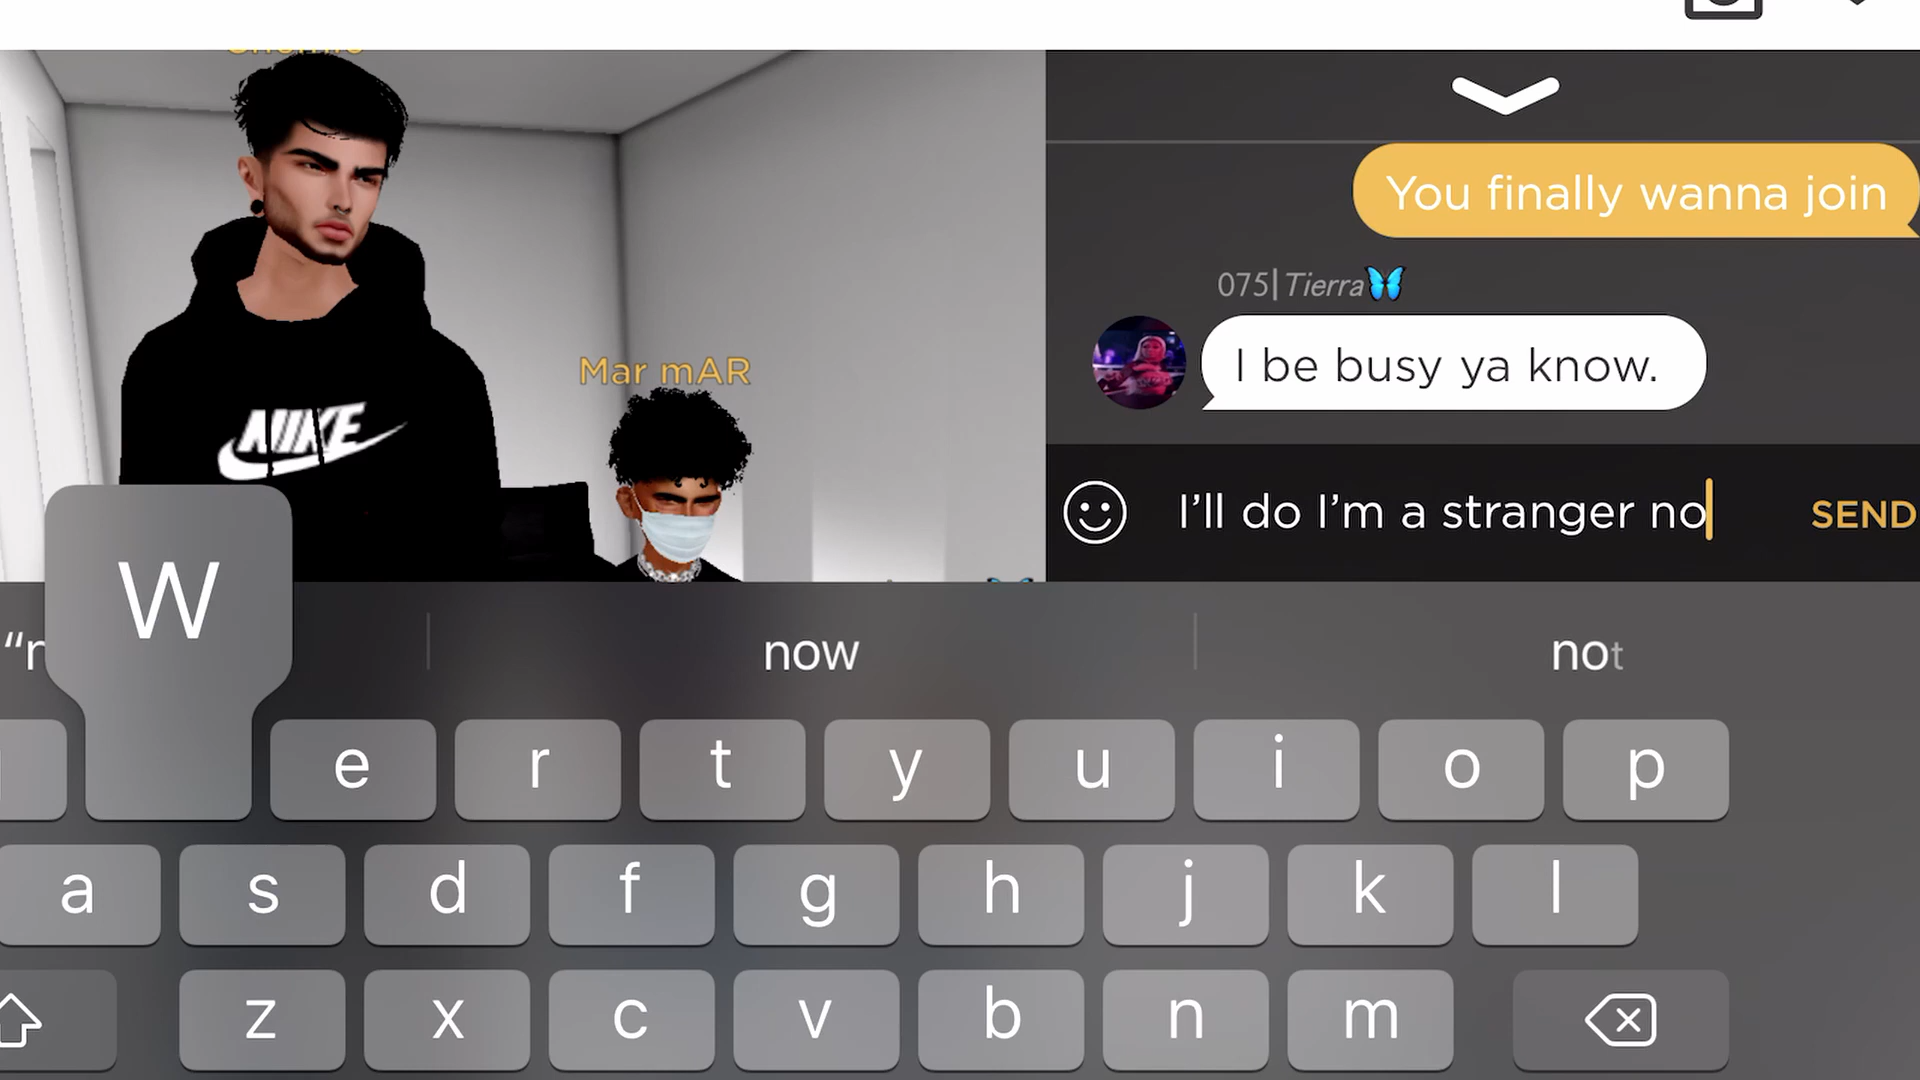 You finally wanna join
075|Tierra🦋
I be busy ya know.
Mar mAR
NIKE
I'll do I'm a stranger no
SEND
W
now
not
e r t y u i o p
a s d f g h j k l
z x c v b n m